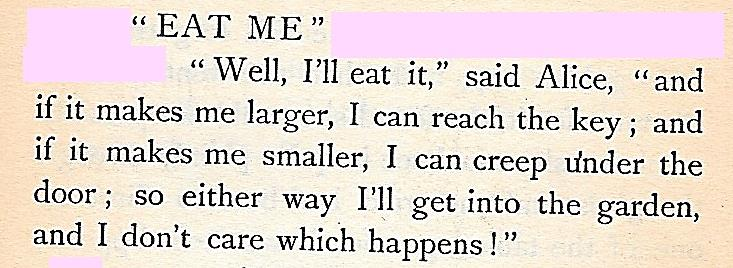 “ EAT ME ”
“ Well, I’ll eat it,” said Alice, “and
if it makes me larger, I can reach the key ; and
if it makes me smaller, I can creep under the
door ; so either way I’ll get into the garden,
and I don’t care which happens !”